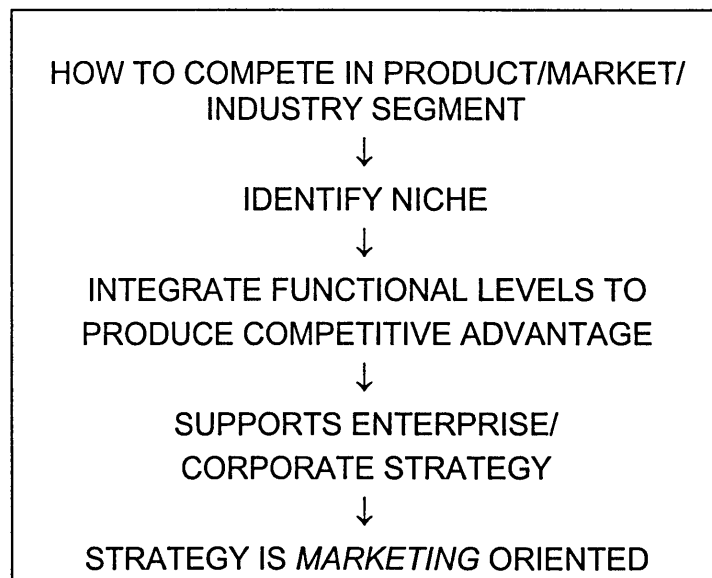 HOW TO COMPETE IN PRODUCT/MARKET/
INDUSTRY SEGMENT
↓
IDENTIFY NICHE
↓
INTEGRATE FUNCTIONAL LEVELS TO
PRODUCE COMPETITIVE ADVANTAGE
↓
SUPPORTS ENTERPRISE/
CORPORATE STRATEGY
↓
STRATEGY IS MARKETING ORIENTED